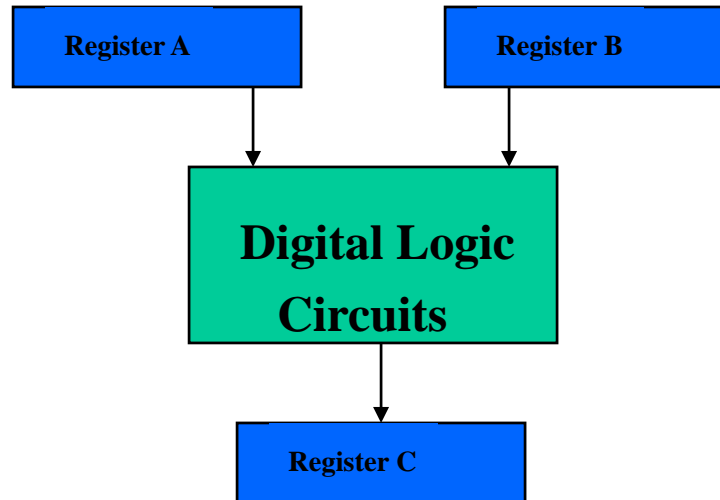 Register A
Register B
Digital Logic
Circuits
Register C